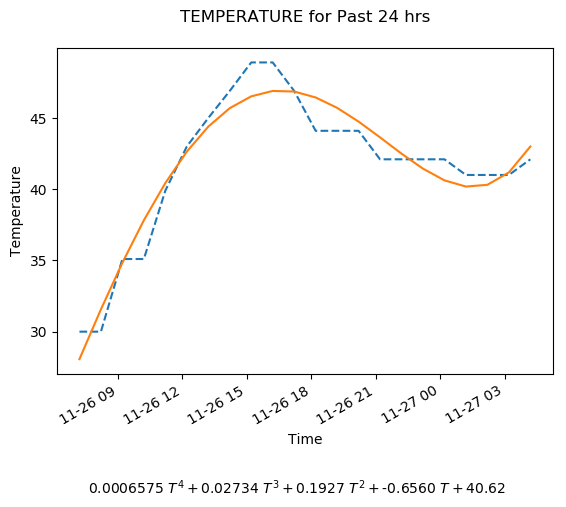 TEMPERATURE for Past 24 hrs
Temperature
45
40
35
30
11-26 09
11-26 12
11-26 15
11-26 18
11-26 21
11-27 00
11-27 03
Time
0.0006575 T⁴ + 0.02734 T³ + 0.1927 T² + -0.6560 T + 40.62